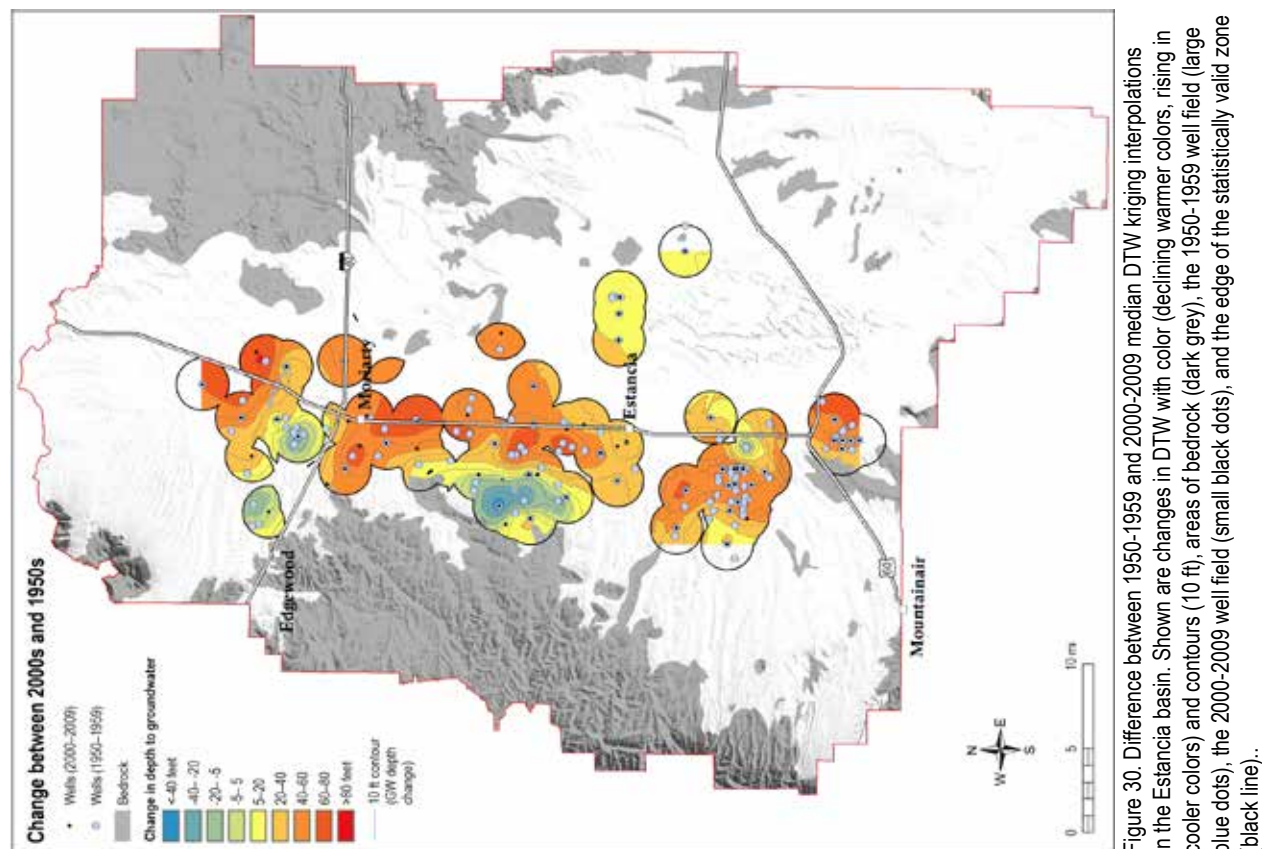 Change between 2000s and 1950s
Wells (2000–2009)
Wells (1950–1959)
Bedrock
Change in depth to groundwater
<-40 feet
-40- -20
-20- -5
-5- 5
5-20
20-40
40-60
60-80
>80 feet
10 ft contour
(GW depth
change)
Edgewood
Moriarty
Estancia
Mountainair
60
N
W
E
S
0
5
10 mi
Figure 30. Difference between 1950-1959 and 2000-2009 median DTW kriging interpolations
in the Estancia basin. Shown are changes in DTW with color (declining warmer colors, rising in
cooler colors) and contours (10 ft), areas of bedrock (dark grey), the 1950-1959 well field (large
blue dots), the 2000-2009 well field (small black dots), and the edge of the statistically valid zone
(black line)..